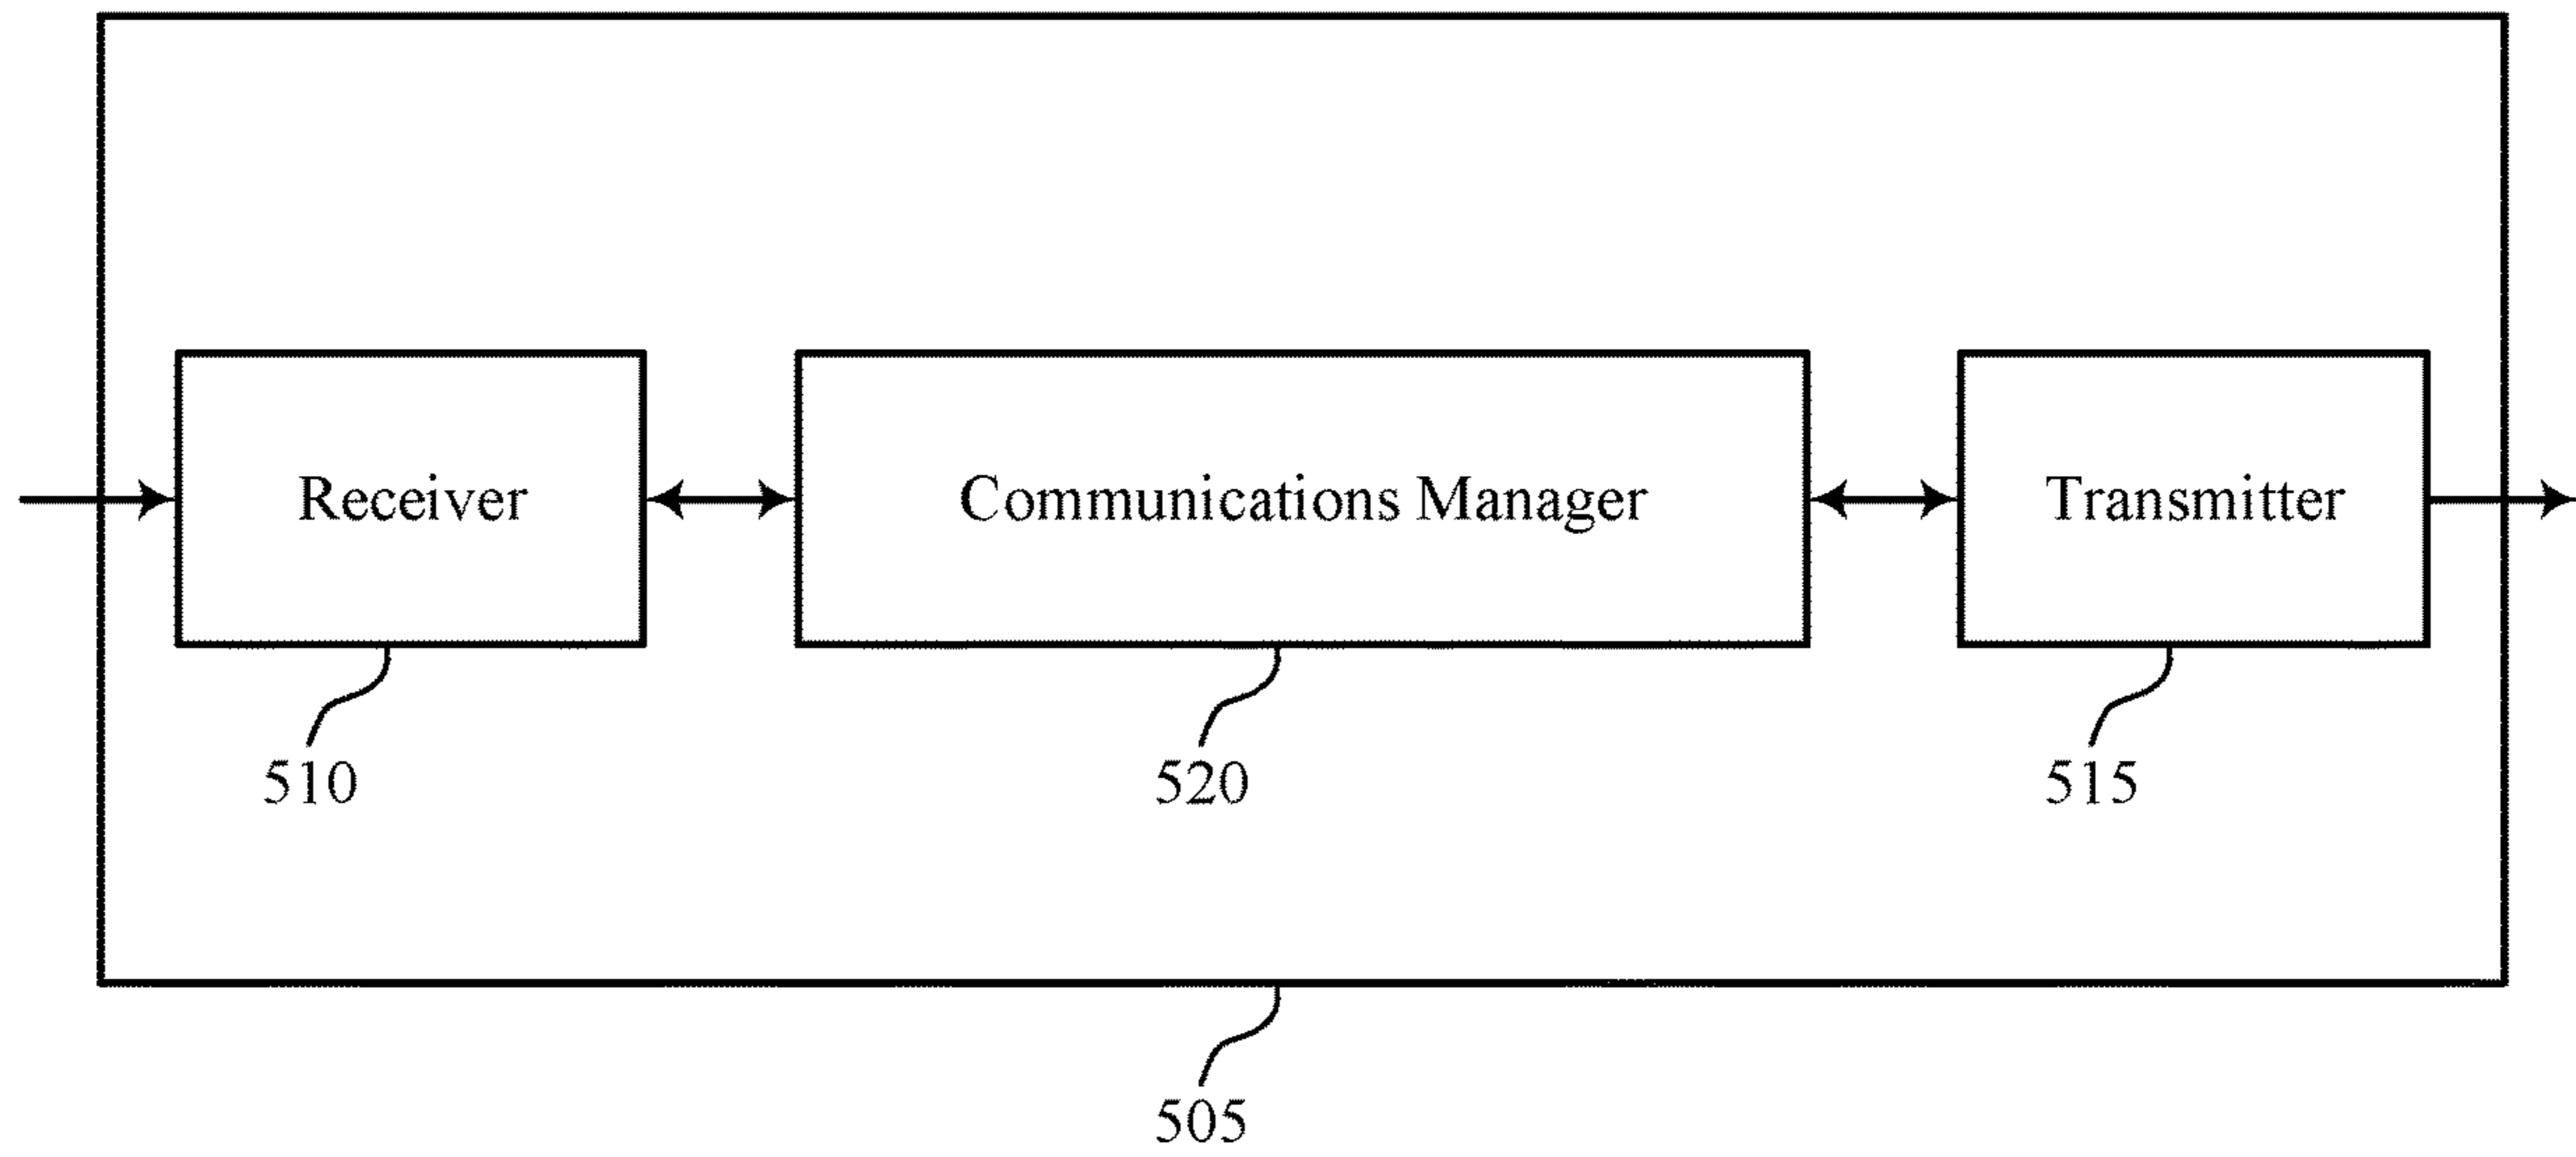 Receiver
Communications Manager
Transmitter
510
520
515
505